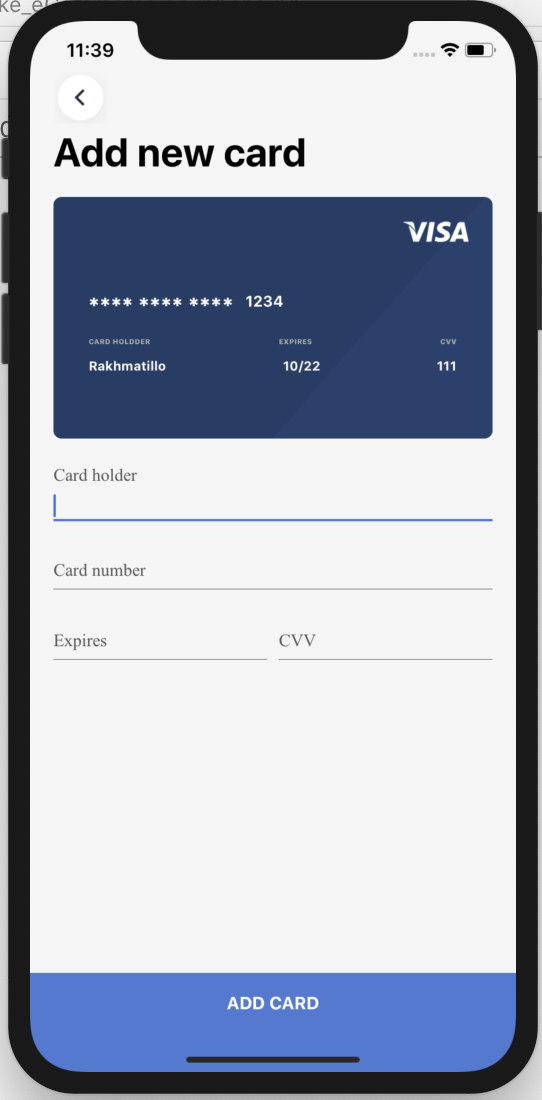 ke_e
11:39
Add new card
VISA
**** **** **** 1234
CARD HOLDDER EXPIRES CVV
Rakhmatillo 10/22 111
Card holder
Card number
Expires CVV
ADD CARD